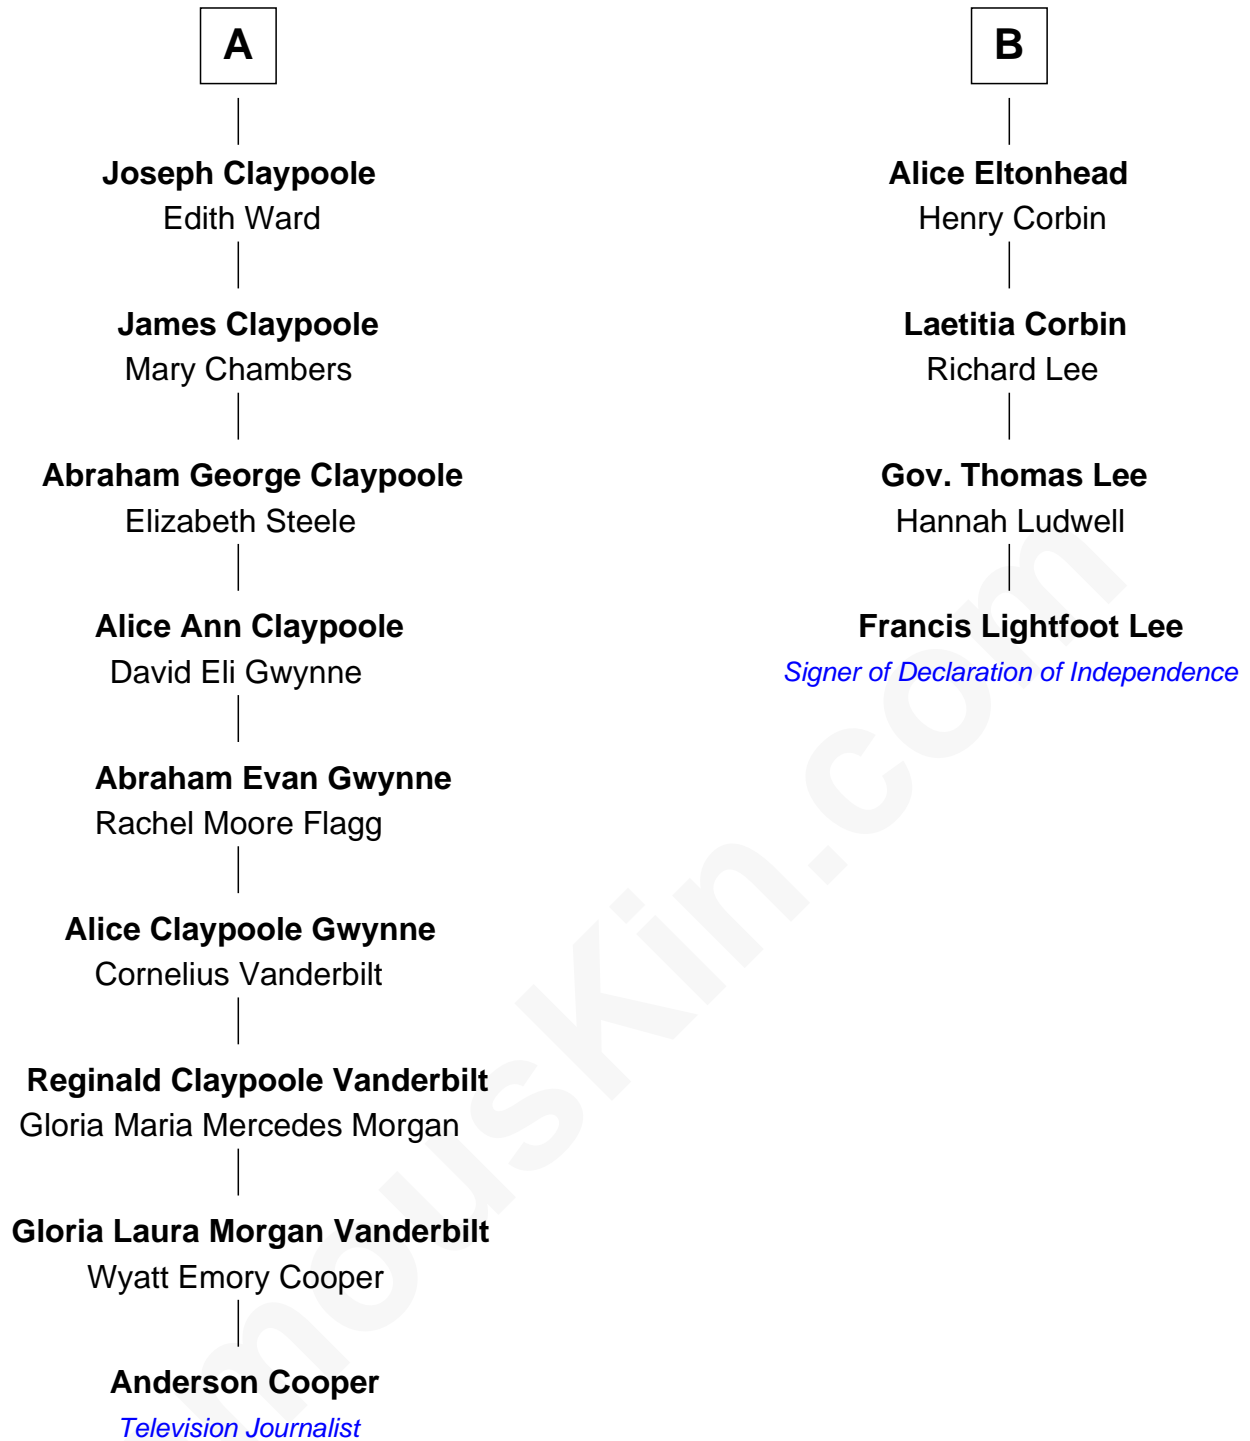 A
Joseph Claypoole
Edith Ward
James Claypoole
Mary Chambers
Abraham George Claypoole
Elizabeth Steele
Alice Ann Claypoole
David Eli Gwynne
Abraham Evan Gwynne
Rachel Moore Flagg
Alice Claypoole Gwynne
Cornelius Vanderbilt
Reginald Claypoole Vanderbilt
Gloria Maria Mercedes Morgan
Gloria Laura Morgan Vanderbilt
Wyatt Emory Cooper
Anderson Cooper
Television Journalist
B
Alice Eltonhead
Henry Corbin
Laetitia Corbin
Richard Lee
Gov. Thomas Lee
Hannah Ludwell
Francis Lightfoot Lee
Signer of Declaration of Independence
mouskin.com